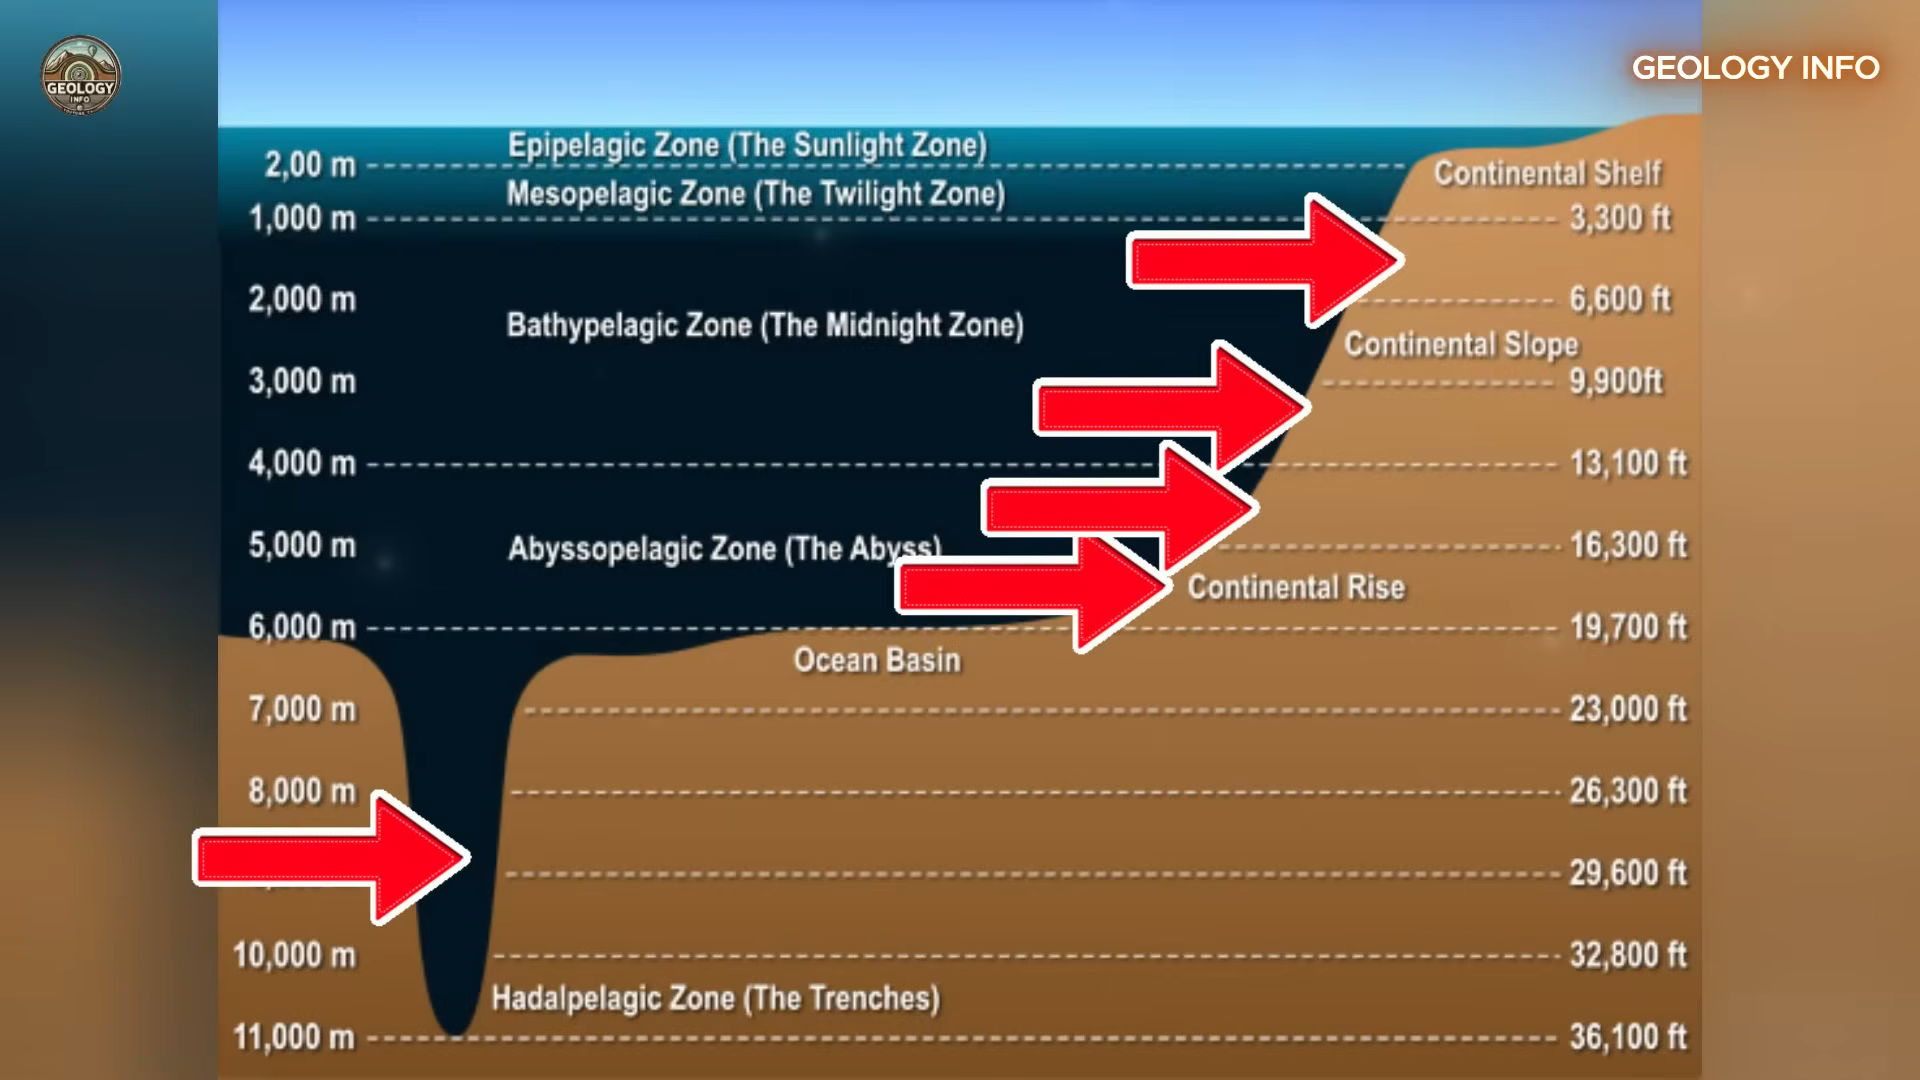 GEOLOGY
INFO
GEOLOGY INFO
Epipelagic Zone (The Sunlight Zone)
2,00 m
Continental Shelf
Mesopelagic Zone (The Twilight Zone)
1,000 m
3,300 ft
2,000 m
6,600 ft
Bathypelagic Zone (The Midnight Zone)
Continental Slope
3,000 m
9,900ft
4,000 m
13,100 ft
5,000 m
Abyssopelagic Zone (The Abyss)
16,300 ft
Continental Rise
6,000 m
19,700 ft
Ocean Basin
7,000 m
23,000 ft
8,000 m
26,300 ft
29,600 ft
10,000 m
32,800 ft
Hadalpelagic Zone (The Trenches)
11,000 m
36,100 ft